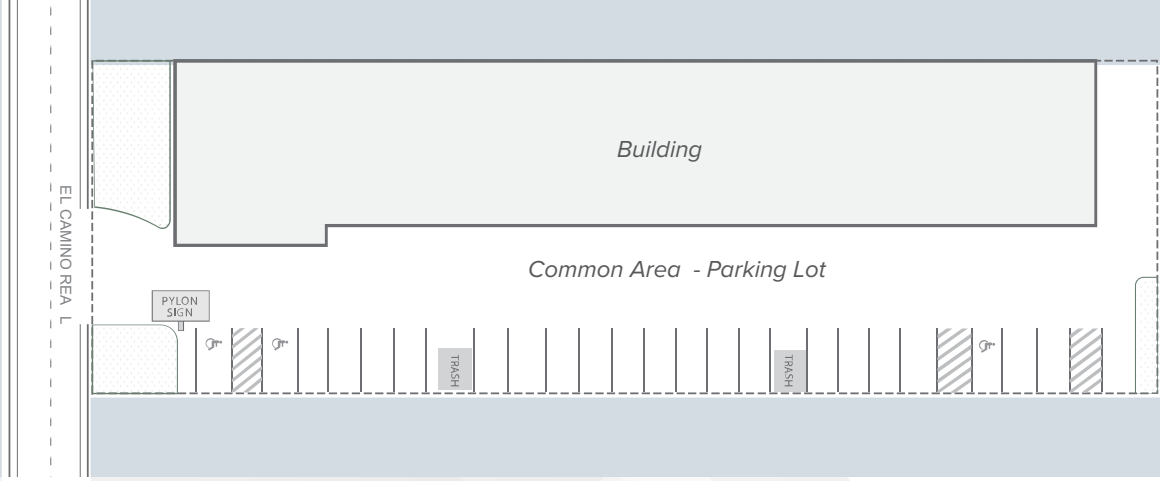 Building
EL CAMINO REA L
Common Area - Parking Lot
PYLON
SIGN
TRASH
TRASH